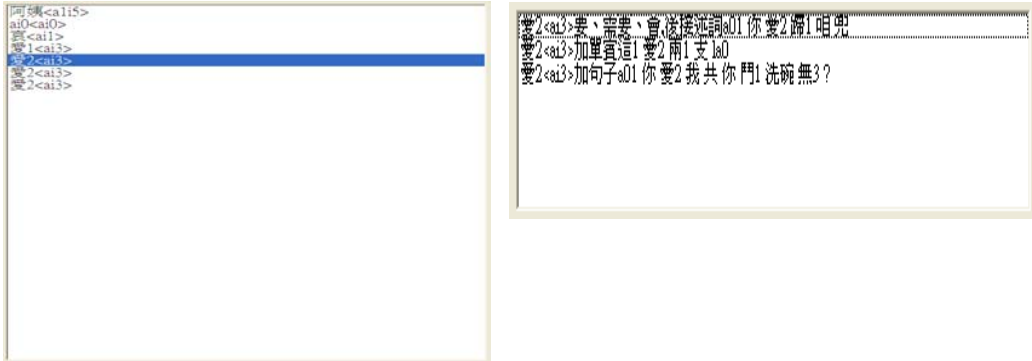 阿姨<a1i5>
ai0<ai0>
哀<ai1>
愛1<ai3>
愛2<ai3>
愛2<ai3>
愛2<ai3>
愛2<ai3>要、需要、會,後接述詞a01 你 愛2 歸1 咱 兜
愛2<ai3>加單賓這1 愛2 兩1 支 la0
愛2<ai3>加句子a01 你 愛2 我 共 你 鬥1 洗碗 無3？